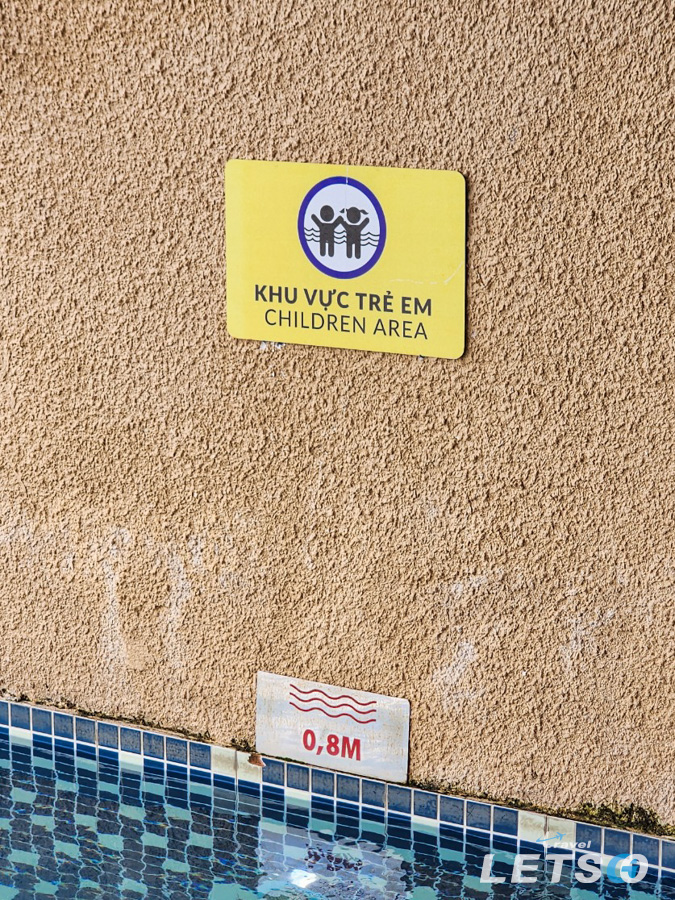 KHU VỰC TRẺ EM
CHILDREN AREA
0,8M
Travel
LETSGO